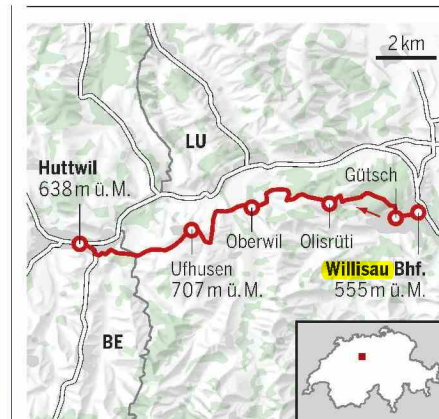 2 km
LU
Huttwil
638 m ü. M.
Gütsch
Oberwil
Olisrüti
Ufhusen
707 m ü. M.
Willisau Bhf.
555 m ü. M.
BE